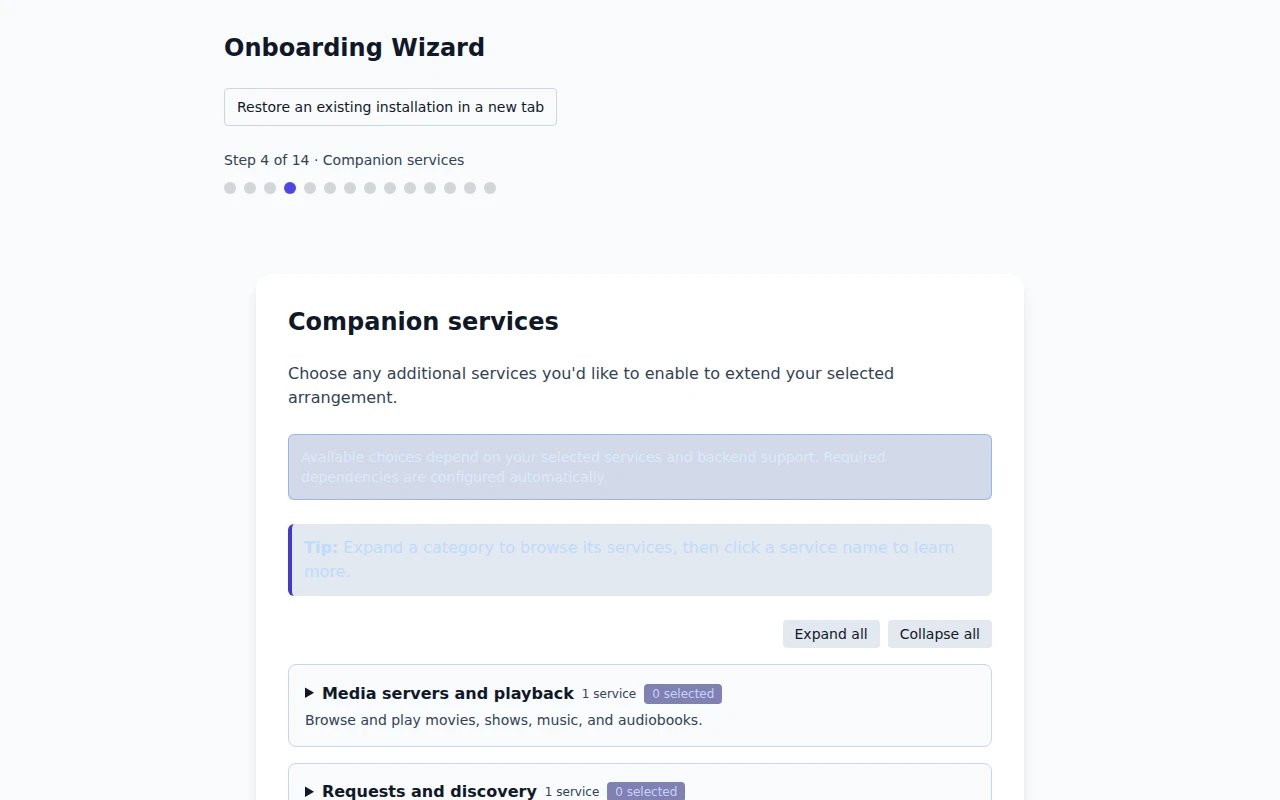 Onboarding Wizard
Restore an existing installation in a new tab
Step 4 of 14 · Companion services
Companion services
Choose any additional services you'd like to enable to extend your selected
arrangement.
Available choices depend on your selected services and backend support. Required
dependencies are configured automatically.
Tip: Expand a category to browse its services, then click a service name to learn
more.
Expand all Collapse all
Media servers and playback 1 service 0 selected
Browse and play movies, shows, music, and audiobooks.
Requests and discovery 1 service 0 selected